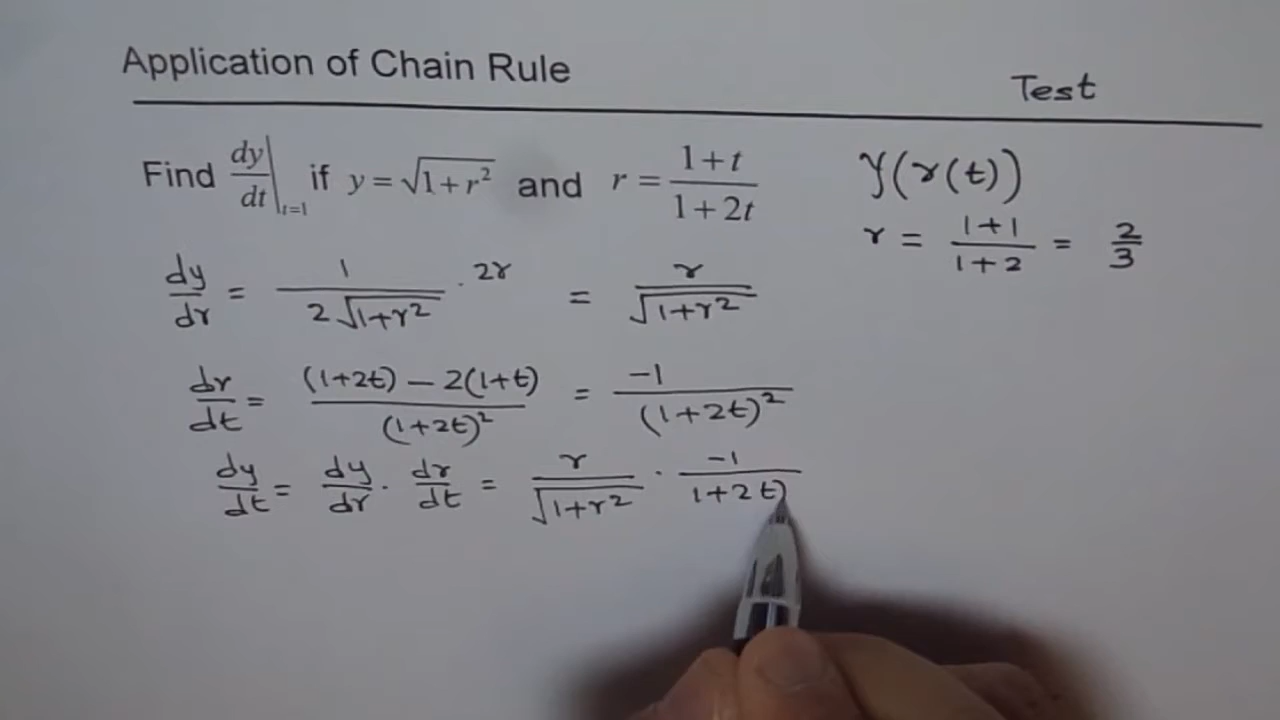 Application of Chain Rule
Test
Find dy/dt|t=1 if y = √(1+r²) and r = (1+t)/(1+2t)
y(r(t))
r = (1+1)/(1+2) = 2/3
dy/dr = 1/(2√(1+r²)) · 2r = r/√(1+r²)
dr/dt = ((1+2t) − 2(1+t))/(1+2t)² = −1/(1+2t)²
dy/dt = dy/dr · dr/dt = r/√(1+r²) · −1/1+2t)